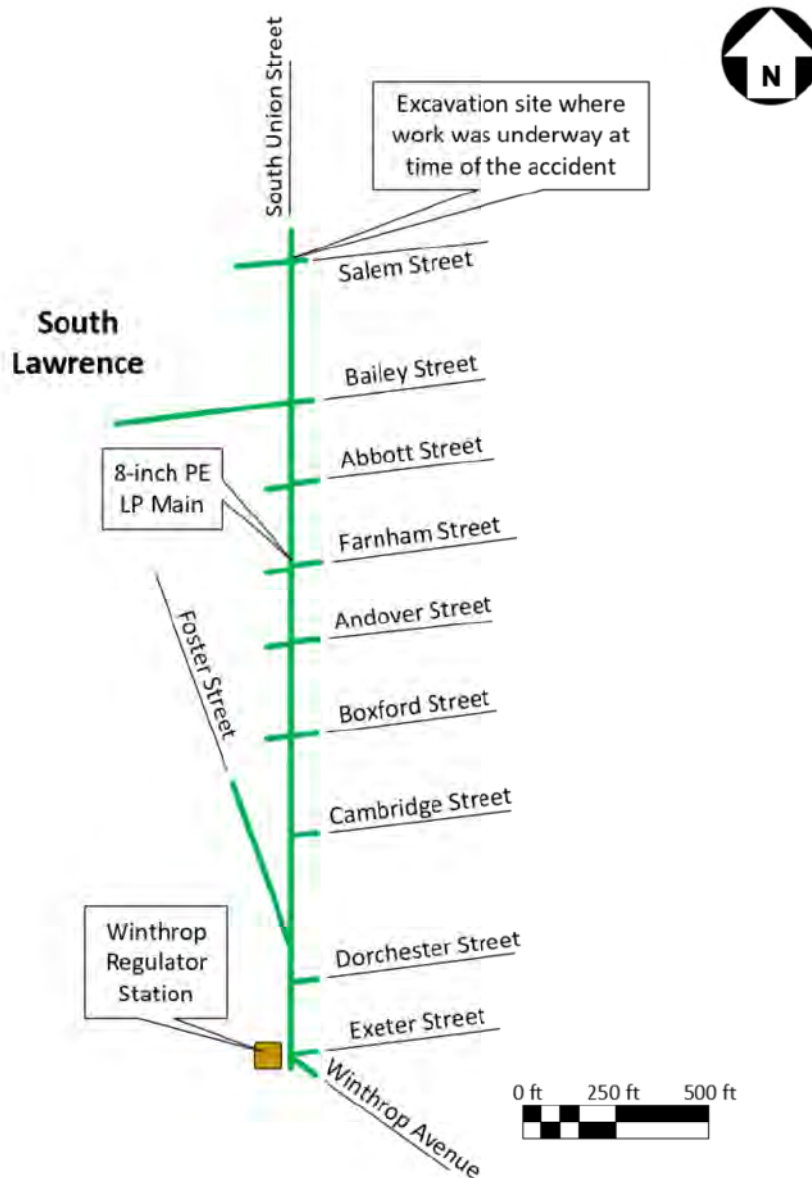 South Union Street
N
Excavation site where
work was underway at
time of the accident
Salem Street
South
Lawrence
Bailey Street
Abbott Street
8-inch PE
LP Main
Farnham Street
Foster Street
Andover Street
Boxford Street
Cambridge Street
Winthrop
Regulator
Station
Dorchester Street
Exeter Street
Winthrop Avenue
0 ft 250 ft 500 ft